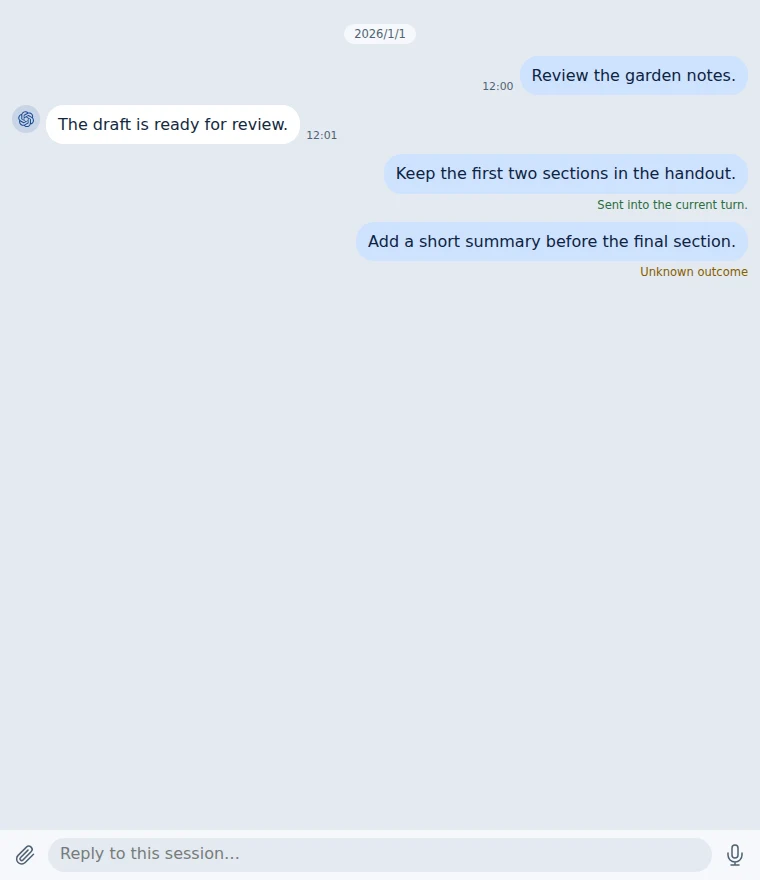 2026/1/1
Review the garden notes.
12:00
The draft is ready for review.
12:01
Keep the first two sections in the handout.
Sent into the current turn.
Add a short summary before the final section.
Unknown outcome
Reply to this session…